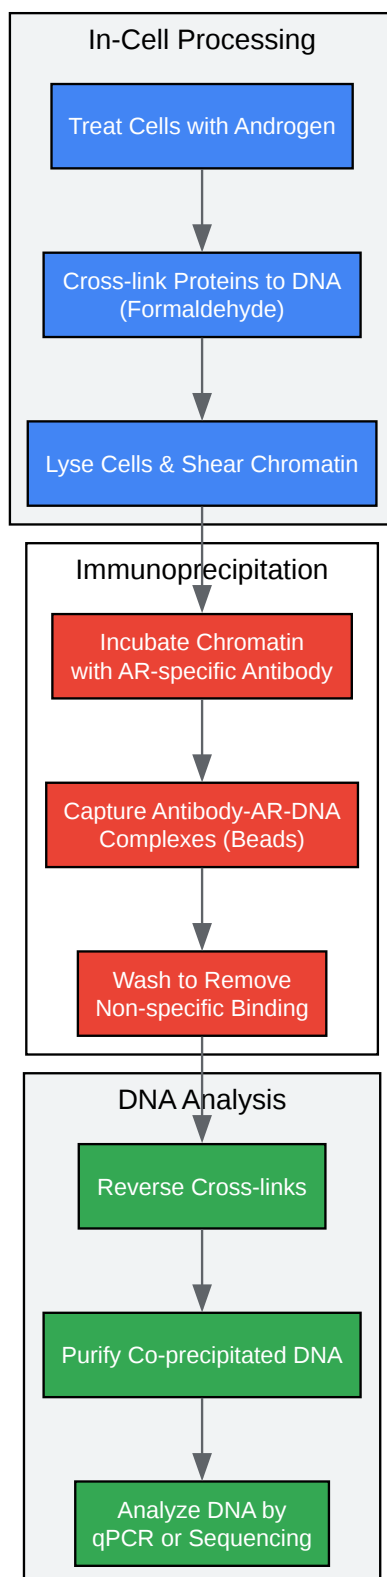 In-Cell Processing
Treat Cells with Androgen
Cross-link Proteins to DNA
(Formaldehyde)
Lyse Cells & Shear Chromatin
Immunoprecipitation
Incubate Chromatin
with AR-specific Antibody
Capture Antibody-AR-DNA
Complexes (Beads)
Wash to Remove
Non-specific Binding
DNA Analysis
Reverse Cross-links
Purify Co-precipitated DNA
Analyze DNA by
qPCR or Sequencing